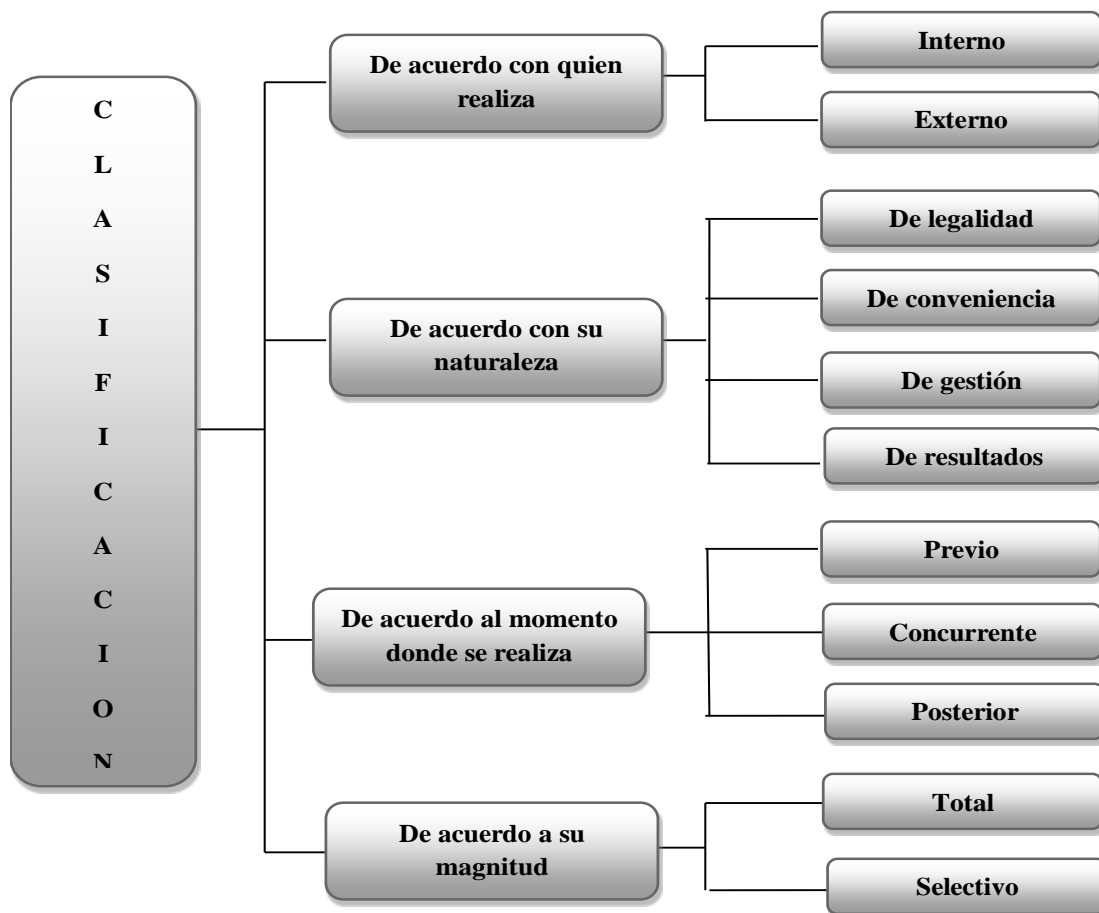 C
L
A
S
I
F
I
C
A
C
I
O
N
De acuerdo con quien
realiza
Interno
Externo
De acuerdo con su
naturaleza
De legalidad
De conveniencia
De gestión
De resultados
De acuerdo al momento
donde se realiza
Previo
Concurrente
Posterior
De acuerdo a su
magnitud
Total
Selectivo